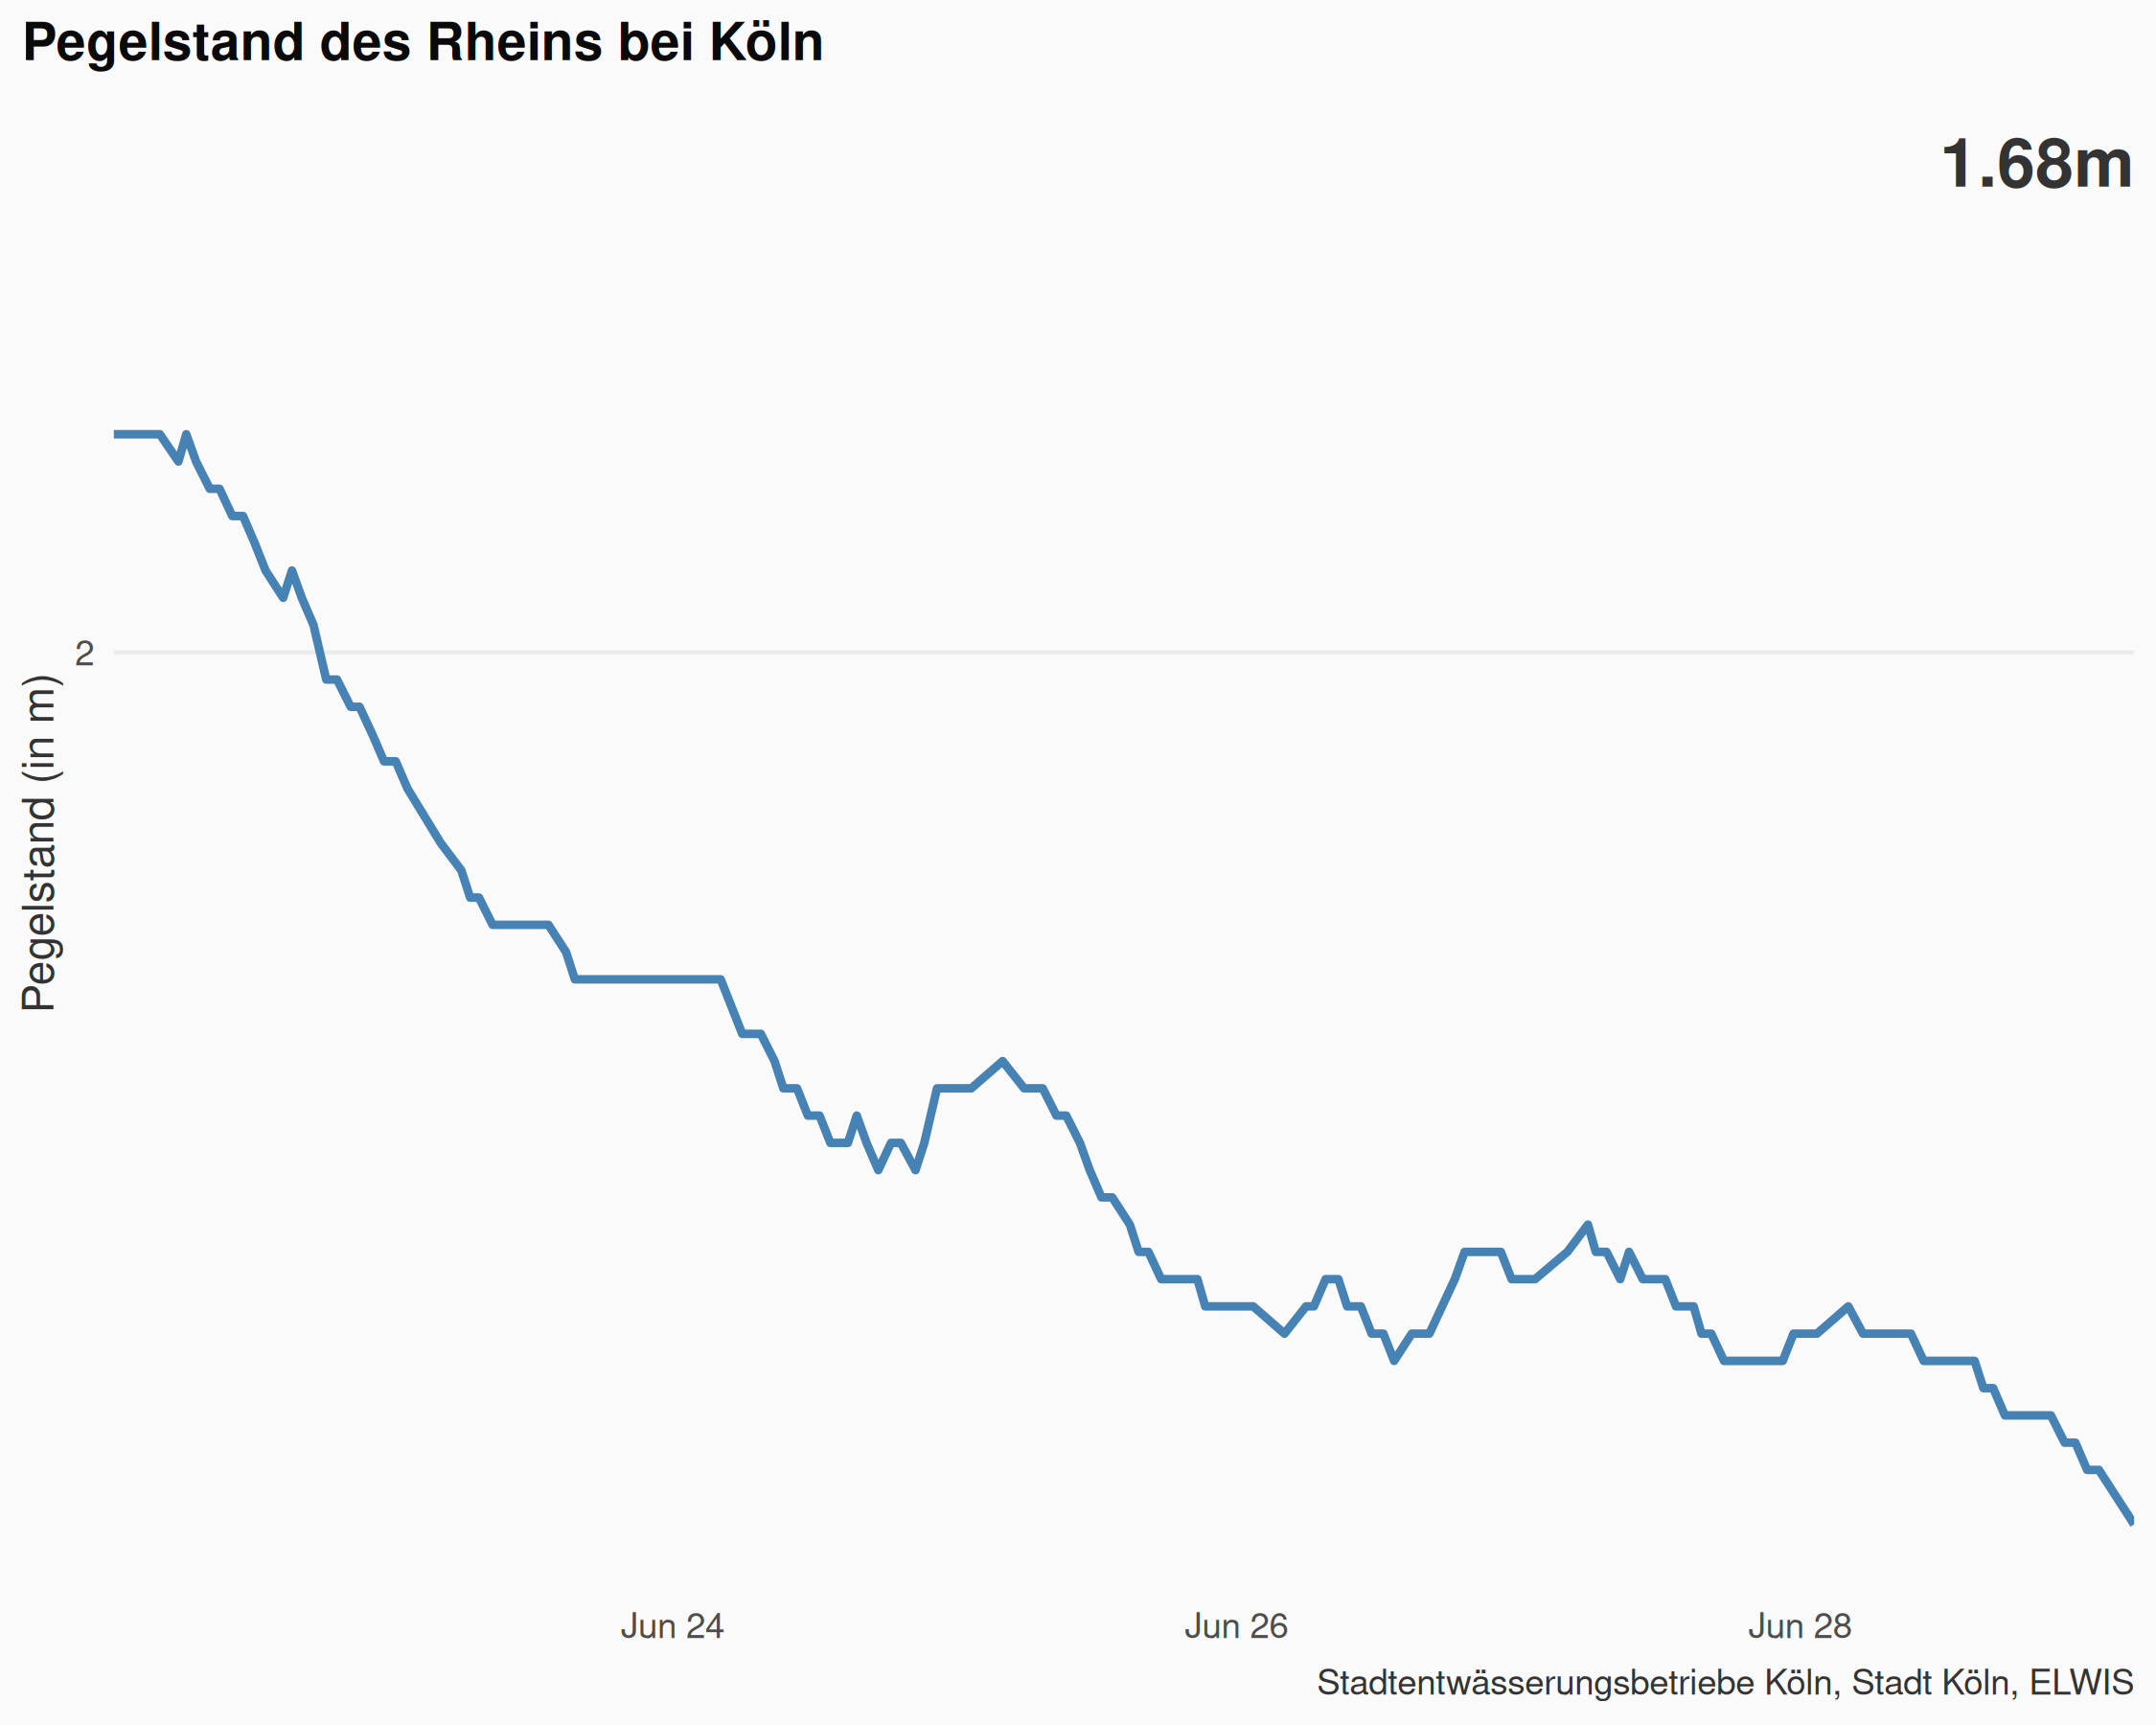 Pegelstand des Rheins bei Köln
1.68m
2
Pegelstand (in m)
Jun 24 Jun 26 Jun 28
Stadtentwässerungsbetriebe Köln, Stadt Köln, ELWIS